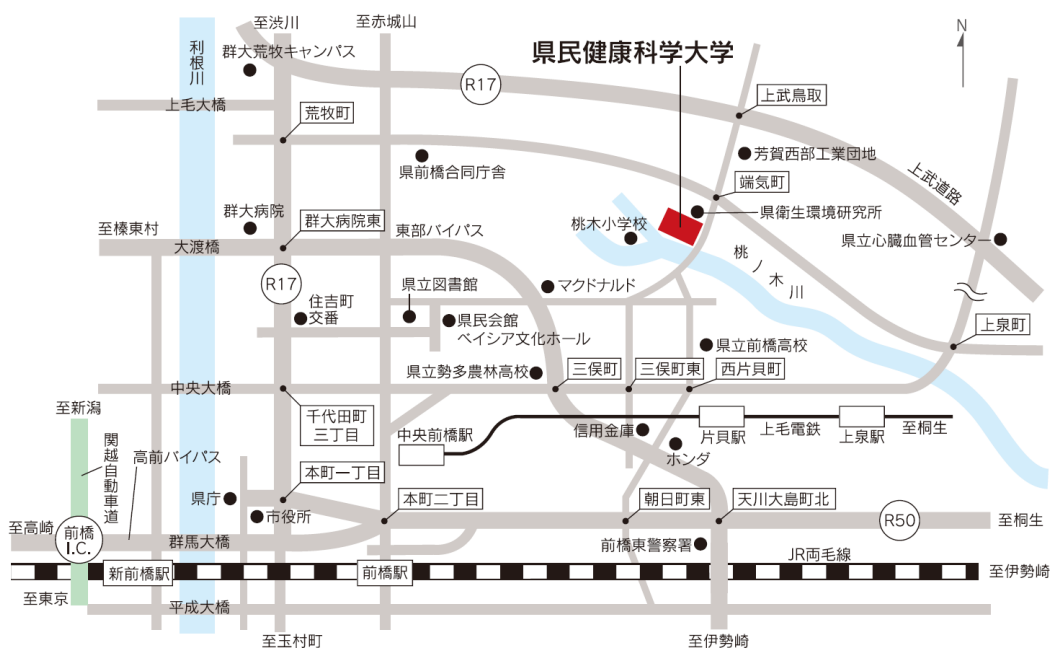 至渋川
至赤城山
N
利根川
群大荒牧キャンパス
県民健康科学大学
R17
上毛大橋
荒牧町
上武鳥取
県前橋合同庁舎
芳賀西部工業団地
上武道路
端気町
群大病院
群大病院東
県衛生環境研究所
至榛東村
大渡橋
東部バイパス
桃木小学校
県立心臓血管センター
桃ノ木川
R17
県立図書館
マクドナルド
住吉町
交番
県民会館
ベイシア文化ホール
上泉町
県立前橋高校
県立勢多農林高校
三俣町
三俣町東
西片貝町
中央大橋
至新潟
千代田町
三丁目
関越自動車道
高前バイパス
中央前橋駅
信用金庫
片貝駅
上毛電鉄
上泉駅
至桐生
ホンダ
本町一丁目
県庁
本町二丁目
朝日町東
天川大島町北
市役所
R50
至桐生
至高崎
前橋
I.C.
群馬大橋
前橋東警察署
JR両毛線
新前橋駅
前橋駅
至伊勢崎
至東京
平成大橋
至玉村町
至伊勢崎